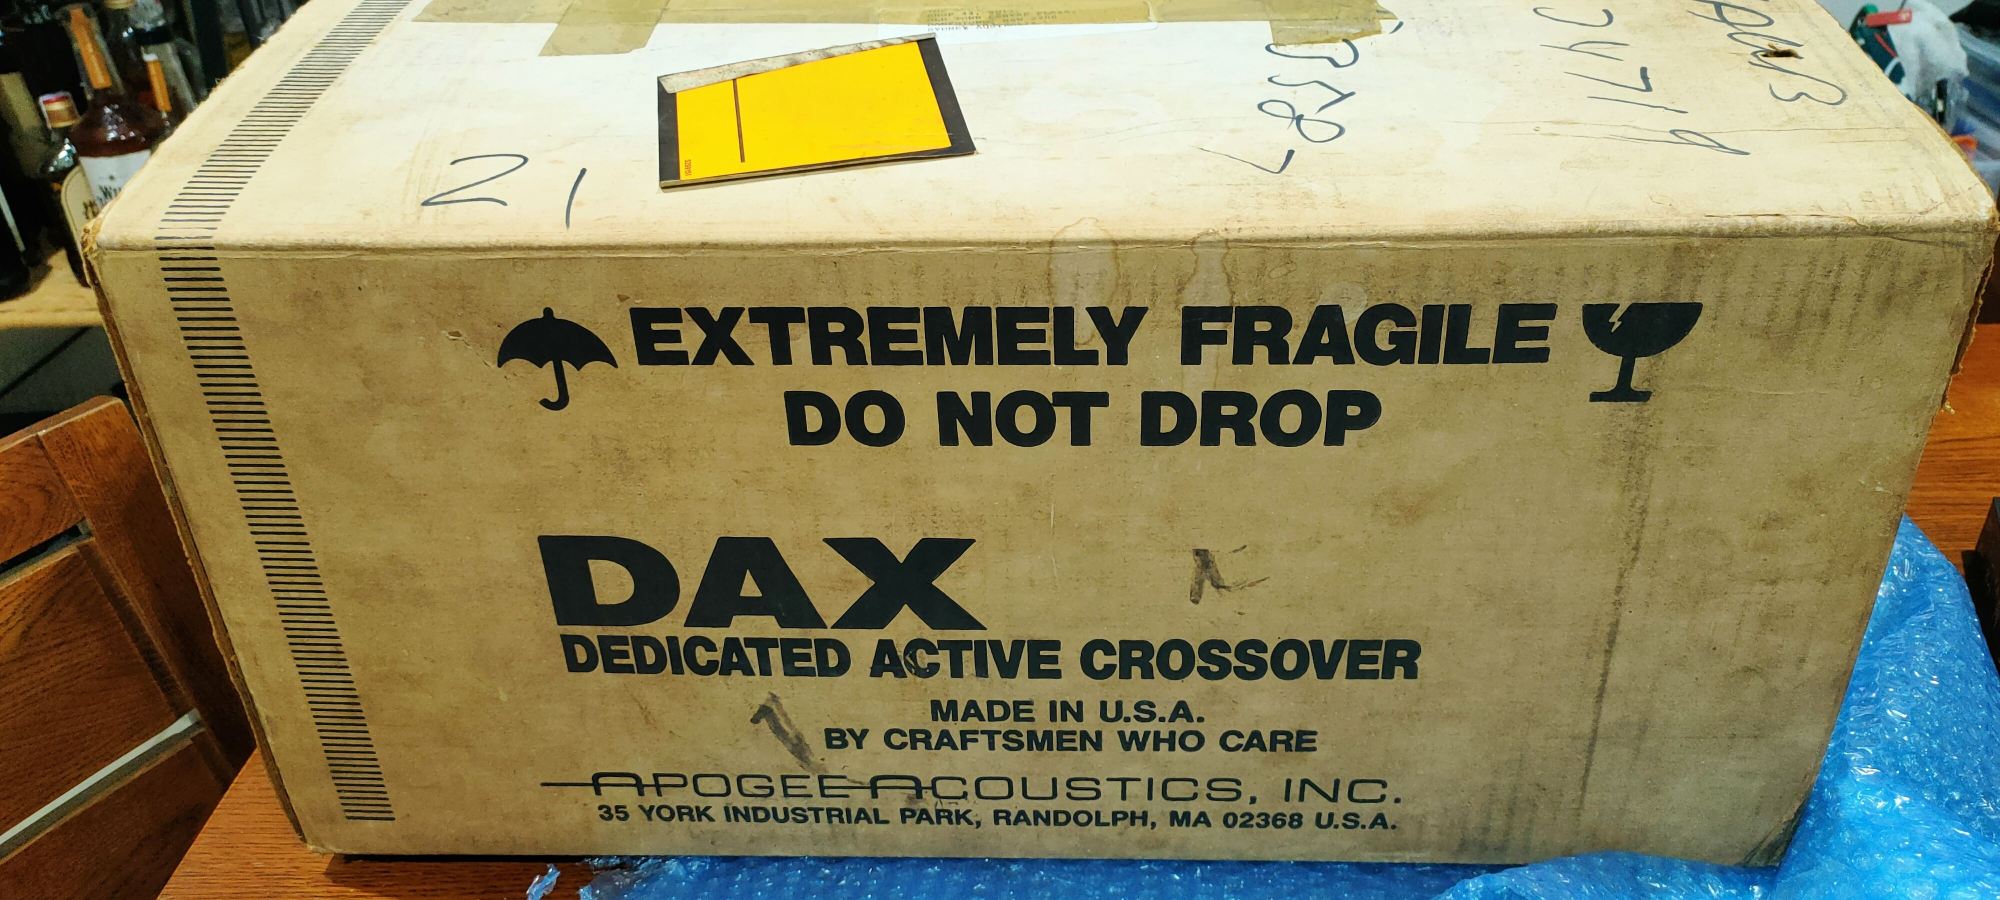 EXTREMELY FRAGILE
DO NOT DROP
DAX
DEDICATED ACTIVE CROSSOVER
MADE IN U.S.A.
BY CRAFTSMEN WHO CARE
APOGEE ACOUSTICS, INC.
35 YORK INDUSTRIAL PARK, RANDOLPH, MA 02368 U.S.A.